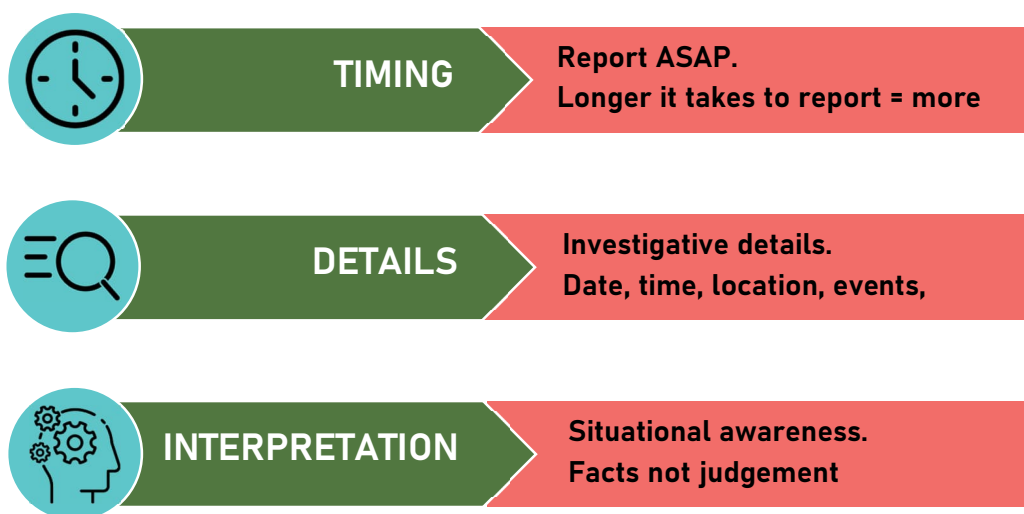 TIMING
Report ASAP.
Longer it takes to report = more
DETAILS
Investigative details.
Date, time, location, events,
INTERPRETATION
Situational awareness.
Facts not judgement